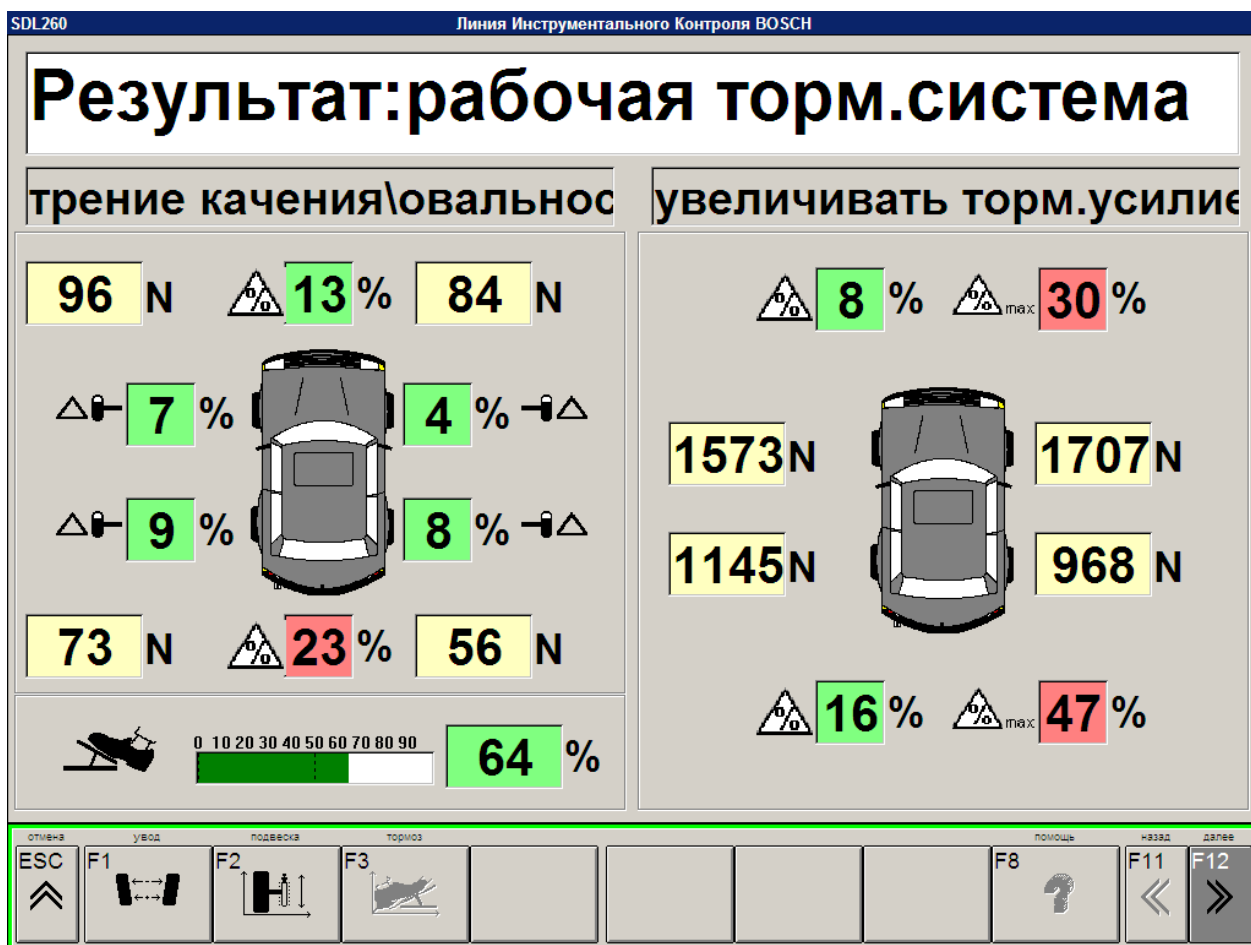 SDL260 Линия Инструментального Контроля BOSCH
Результат:рабочая торм.система
трение качения\овальнос
увеличивать торм.усилие
96 N % 13 % 84 N
7 % 4 %
9 % 8 %
73 N % 23 % 56 N
0 10 20 30 40 50 60 70 80 90
64 %
% 8 % % max 30 %
1573 N 1707 N
1145 N 968 N
% 16 % % max 47 %
отмена увод подвеска тормоз помощь назад далее
ESC F1 F2 F3 F8 ? F11 F12